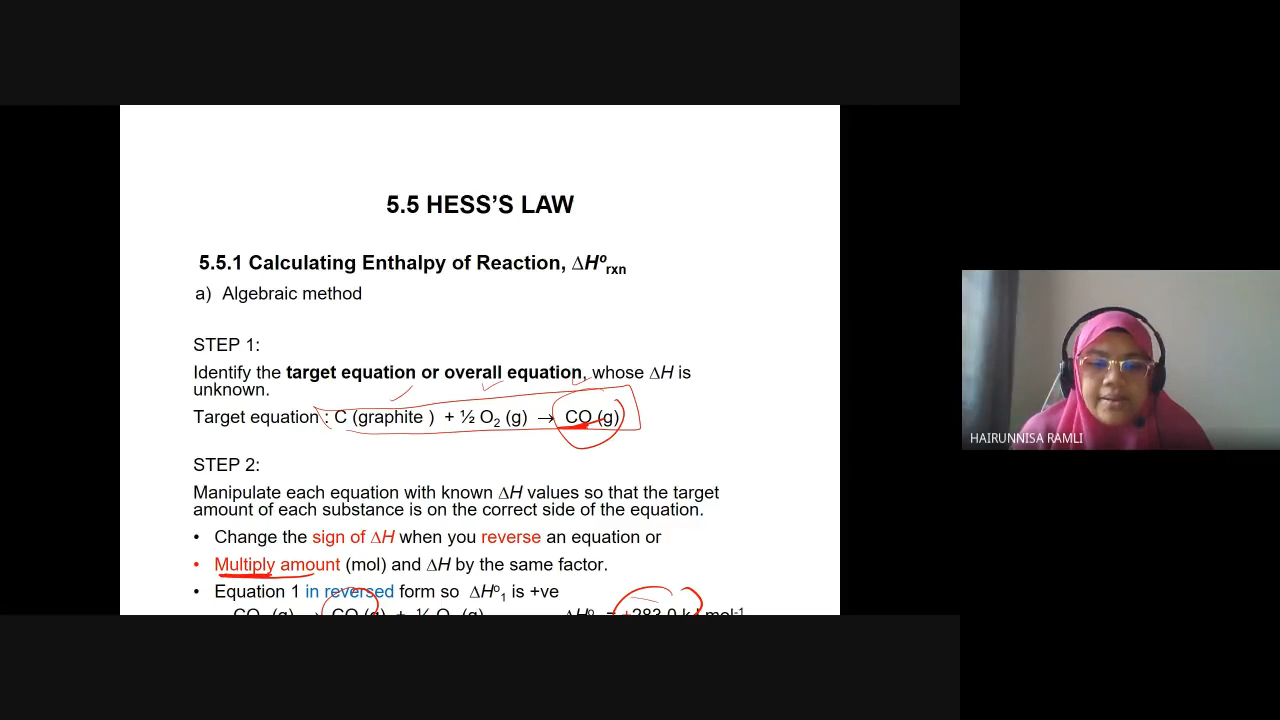 5.5 HESS'S LAW
5.5.1 Calculating Enthalpy of Reaction, ΔHº rxn
a) Algebraic method
STEP 1:
Identify the target equation or overall equation, whose ΔH is
unknown.
Target equation : C (graphite ) + ½ O₂ (g) → CO (g)
STEP 2:
Manipulate each equation with known ΔH values so that the target
amount of each substance is on the correct side of the equation.
• Change the sign of ΔH when you reverse an equation or
• Multiply amount (mol) and ΔH by the same factor.
• Equation 1 in reversed form so ΔHº₁ is +ve
HAIRUNNISA RAMLI